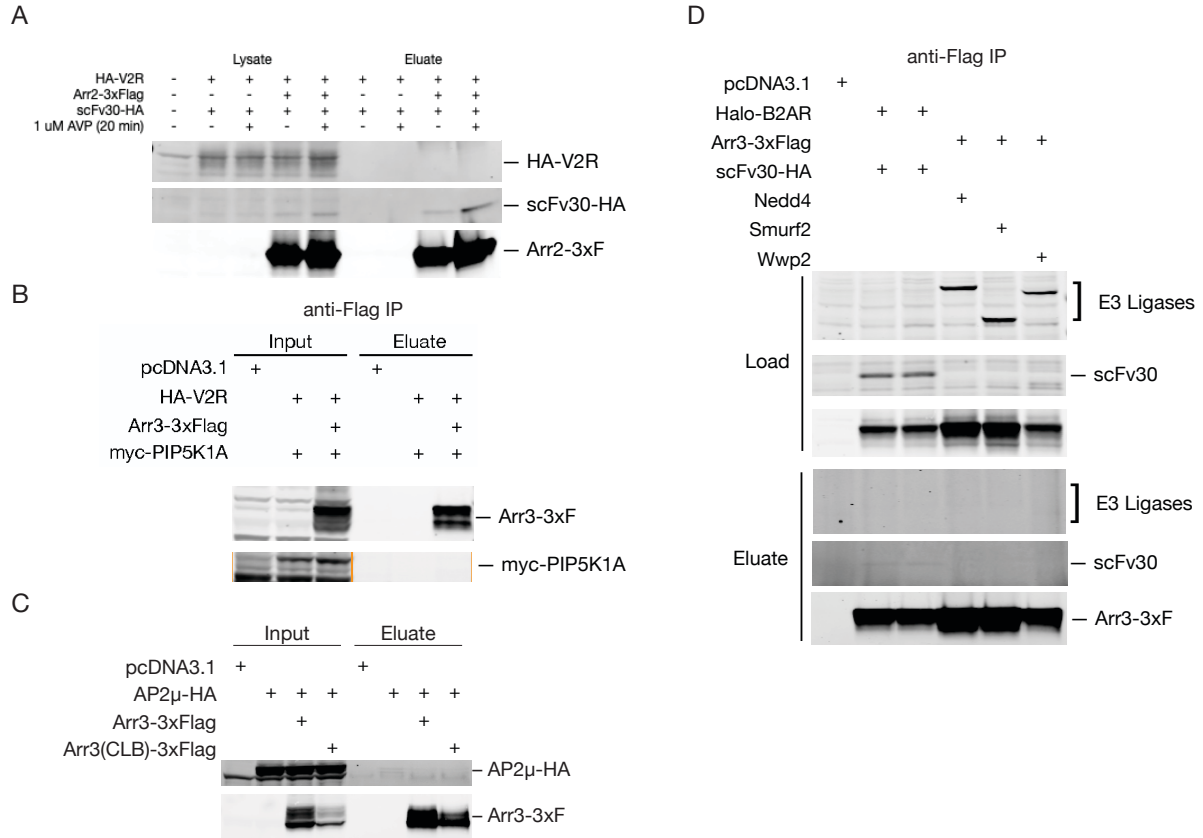 A
Lysate Eluate
HA-V2R - + + + + + + + +
Arr2-3xFlag - - - + + - - + +
scFv30-HA - + + + + + + + +
1 uM AVP (20 min) - - + - + - + - +
HA-V2R
scFv30-HA
Arr2-3xF
B
anti-Flag IP
Input Eluate
pcDNA3.1 + +
HA-V2R + + + +
Arr3-3xFlag + +
myc-PIP5K1A + + + +
Arr3-3xF
myc-PIP5K1A
C
Input Eluate
pcDNA3.1 + +
AP2μ-HA + + + + + +
Arr3-3xFlag + +
Arr3(CLB)-3xFlag + +
AP2μ-HA
Arr3-3xF
D
anti-Flag IP
pcDNA3.1 +
Halo-B2AR + +
Arr3-3xFlag + + +
scFv30-HA + +
Nedd4 +
Smurf2 +
Wwp2 +
E3 Ligases
Load
scFv30
E3 Ligases
Eluate
scFv30
Arr3-3xF